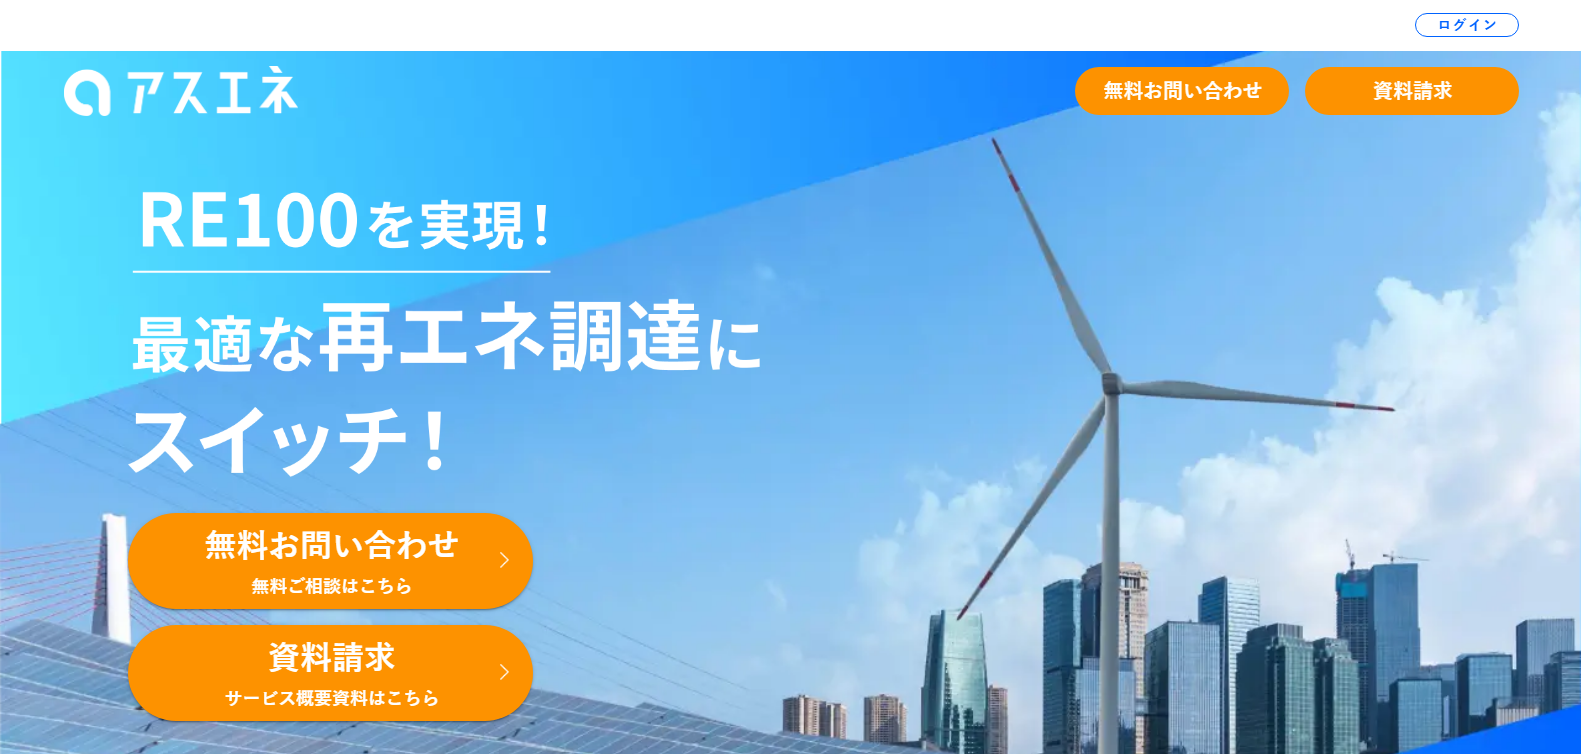 ログイン
アスエネ
無料お問い合わせ
資料請求
RE100を実現！
最適な再エネ調達に
スイッチ！
無料お問い合わせ
無料ご相談はこちら
資料請求
サービス概要資料はこちら